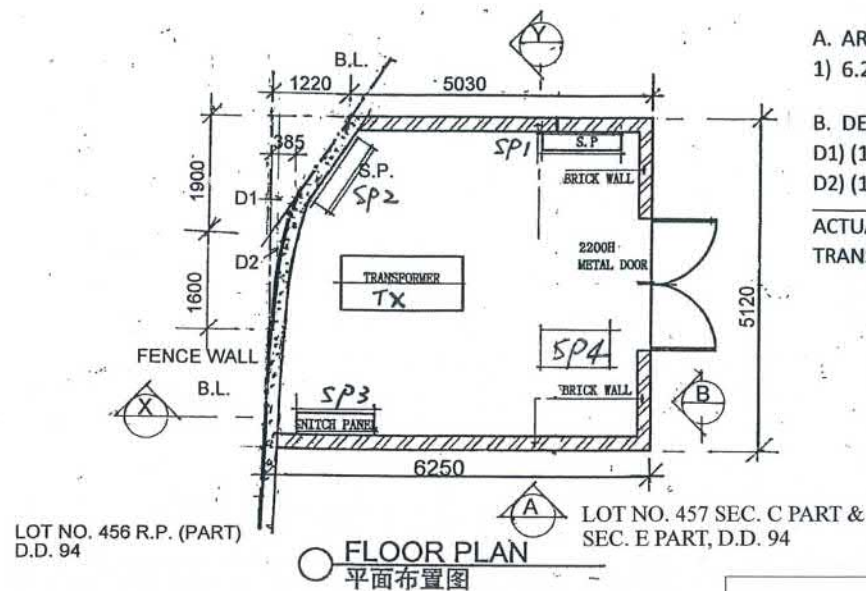 Y
B.L.
1220
5030
385
S.P.
SP1
S.P.
SP2
BRICK WALL
1900
D1
D2
2200H
METAL DOOR
TRANSFORMER
TX
1600
5120
SP4
FENCE WALL
B.L.
SP3
BRICK WALL
X
B
SNITCH PANEL
6250
A
LOT NO. 456 R.P. (PART)
D.D. 94
LOT NO. 457 SEC. C PART &
SEC. E PART, D.D. 94
FLOOR PLAN
平面布置图
A. AR
1) 6.2
B. DE
D1) (1
D2) (1
ACTUA
TRANS